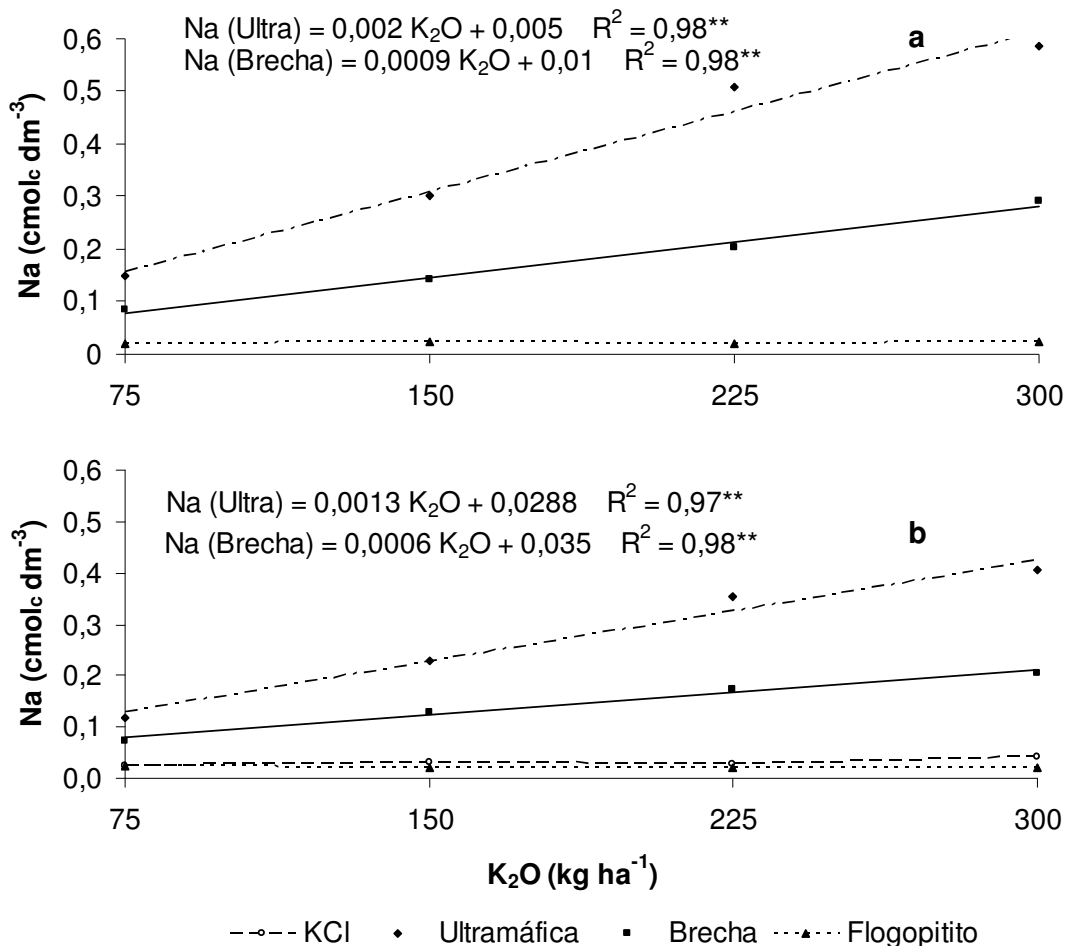 Na (Ultra) = 0,002 K₂O + 0,005 R² = 0,98**
Na (Brecha) = 0,0009 K₂O + 0,01 R² = 0,98**
a
Na (cmolc dm⁻³)
0,6
0,5
0,4
0,3
0,2
0,1
0
75 150 225 300
Na (Ultra) = 0,0013 K₂O + 0,0288 R² = 0,97**
Na (Brecha) = 0,0006 K₂O + 0,035 R² = 0,98**
b
Na (cmolc dm⁻³)
0,6
0,5
0,4
0,3
0,2
0,1
0,0
75 150 225 300
K₂O (kg ha⁻¹)
KCl Ultramáfica Brecha Flogopitito